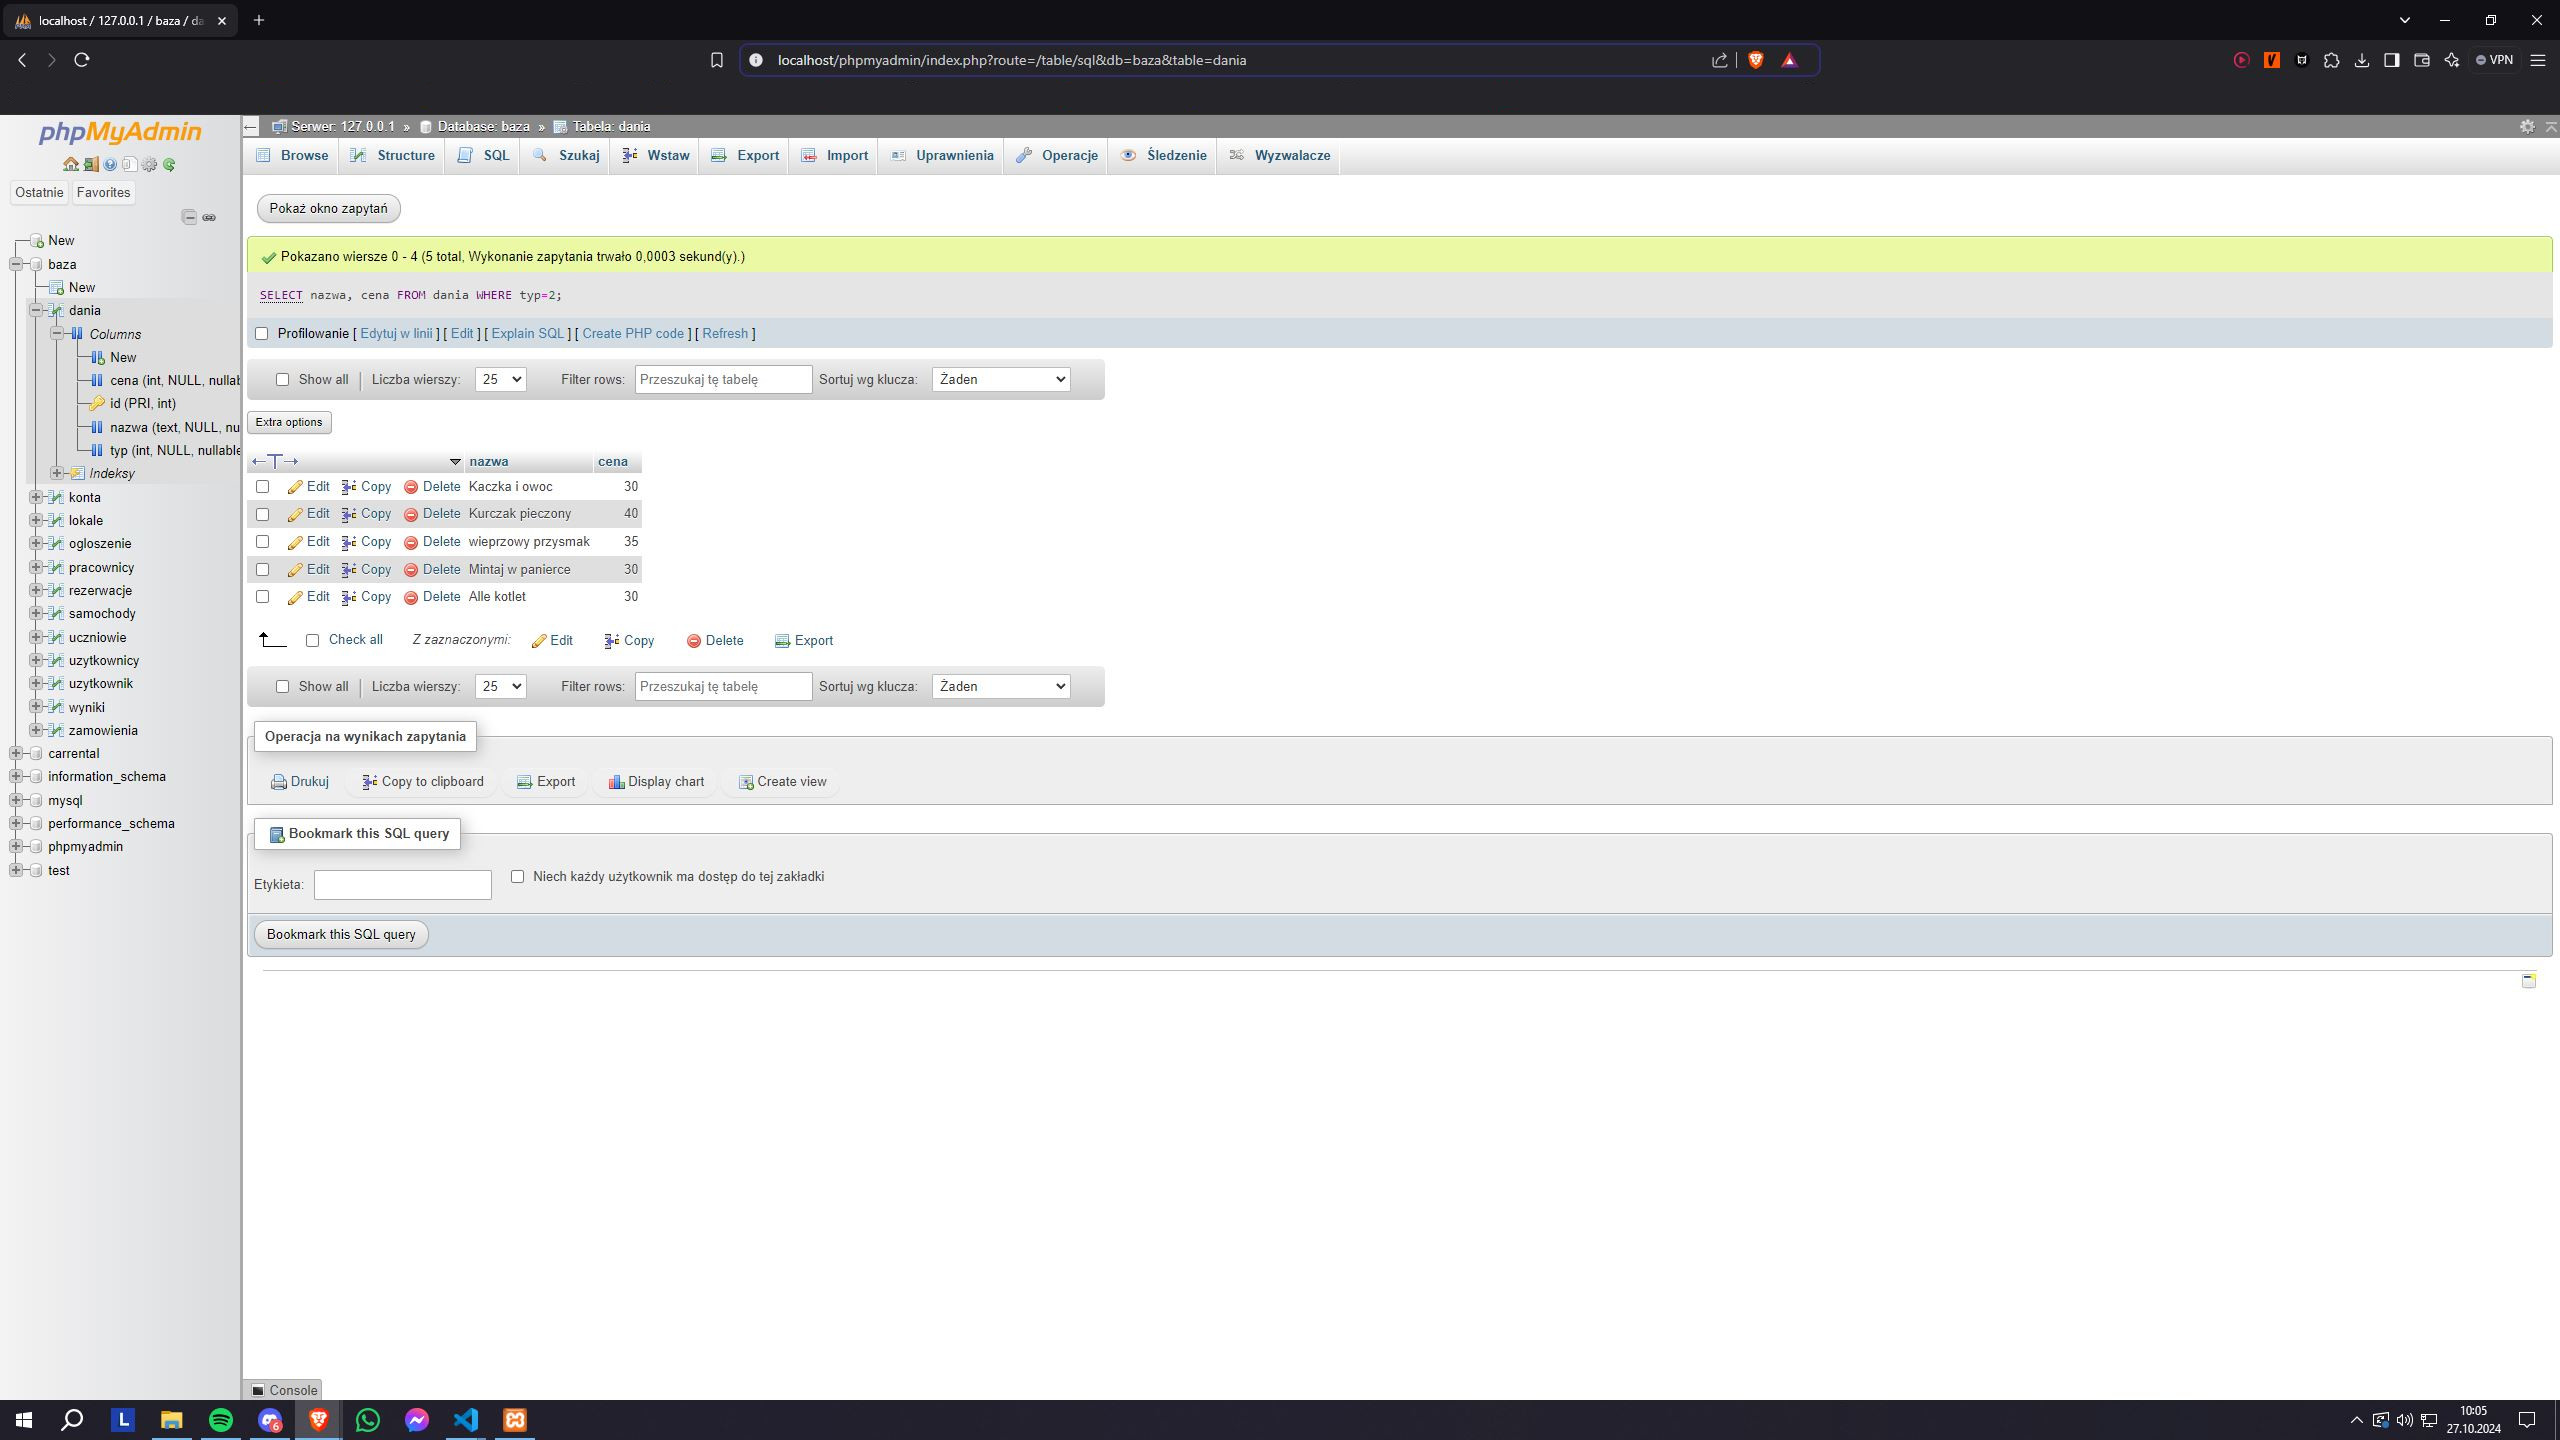 localhost / 127.0.0.1 / baza / da
localhost/phpmyadmin/index.php?route=/table/sql&db=baza&table=dania
VPN
phpMyAdmin
Ostatnie Favorites
New
baza
New
dania
Columns
New
cena (int, NULL, nullab
id (PRI, int)
nazwa (text, NULL, nu
typ (int, NULL, nullable
Indeksy
konta
lokale
ogloszenie
pracownicy
rezerwacje
samochody
uczniowie
uzytkownicy
uzytkownik
wyniki
zamowienia
carrental
information_schema
mysql
performance_schema
phpmyadmin
test
Serwer: 127.0.0.1 » Database: baza » Tabela: dania
Browse Structure SQL Szukaj Wstaw Export Import Uprawnienia Operacje Śledzenie Wyzwalacze
Pokaż okno zapytań
Pokazano wiersze 0 - 4 (5 total, Wykonanie zapytania trwało 0,0003 sekund(y).)
SELECT nazwa, cena FROM dania WHERE typ=2;
Profilowanie [ Edytuj w linii ] [ Edit ] [ Explain SQL ] [ Create PHP code ] [ Refresh ]
Show all | Liczba wierszy: 25 Filter rows: Przeszukaj tę tabelę Sortuj wg klucza: Żaden
Extra options
←T→ nazwa cena
Edit Copy Delete Kaczka i owoc 30
Edit Copy Delete Kurczak pieczony 40
Edit Copy Delete wieprzowy przysmak 35
Edit Copy Delete Mintaj w panierce 30
Edit Copy Delete Alle kotlet 30
Check all Z zaznaczonymi: Edit Copy Delete Export
Show all | Liczba wierszy: 25 Filter rows: Przeszukaj tę tabelę Sortuj wg klucza: Żaden
Operacja na wynikach zapytania
Drukuj Copy to clipboard Export Display chart Create view
Bookmark this SQL query
Etykieta: Niech każdy użytkownik ma dostęp do tej zakładki
Bookmark this SQL query
Console
L
6
10:05
27.10.2024